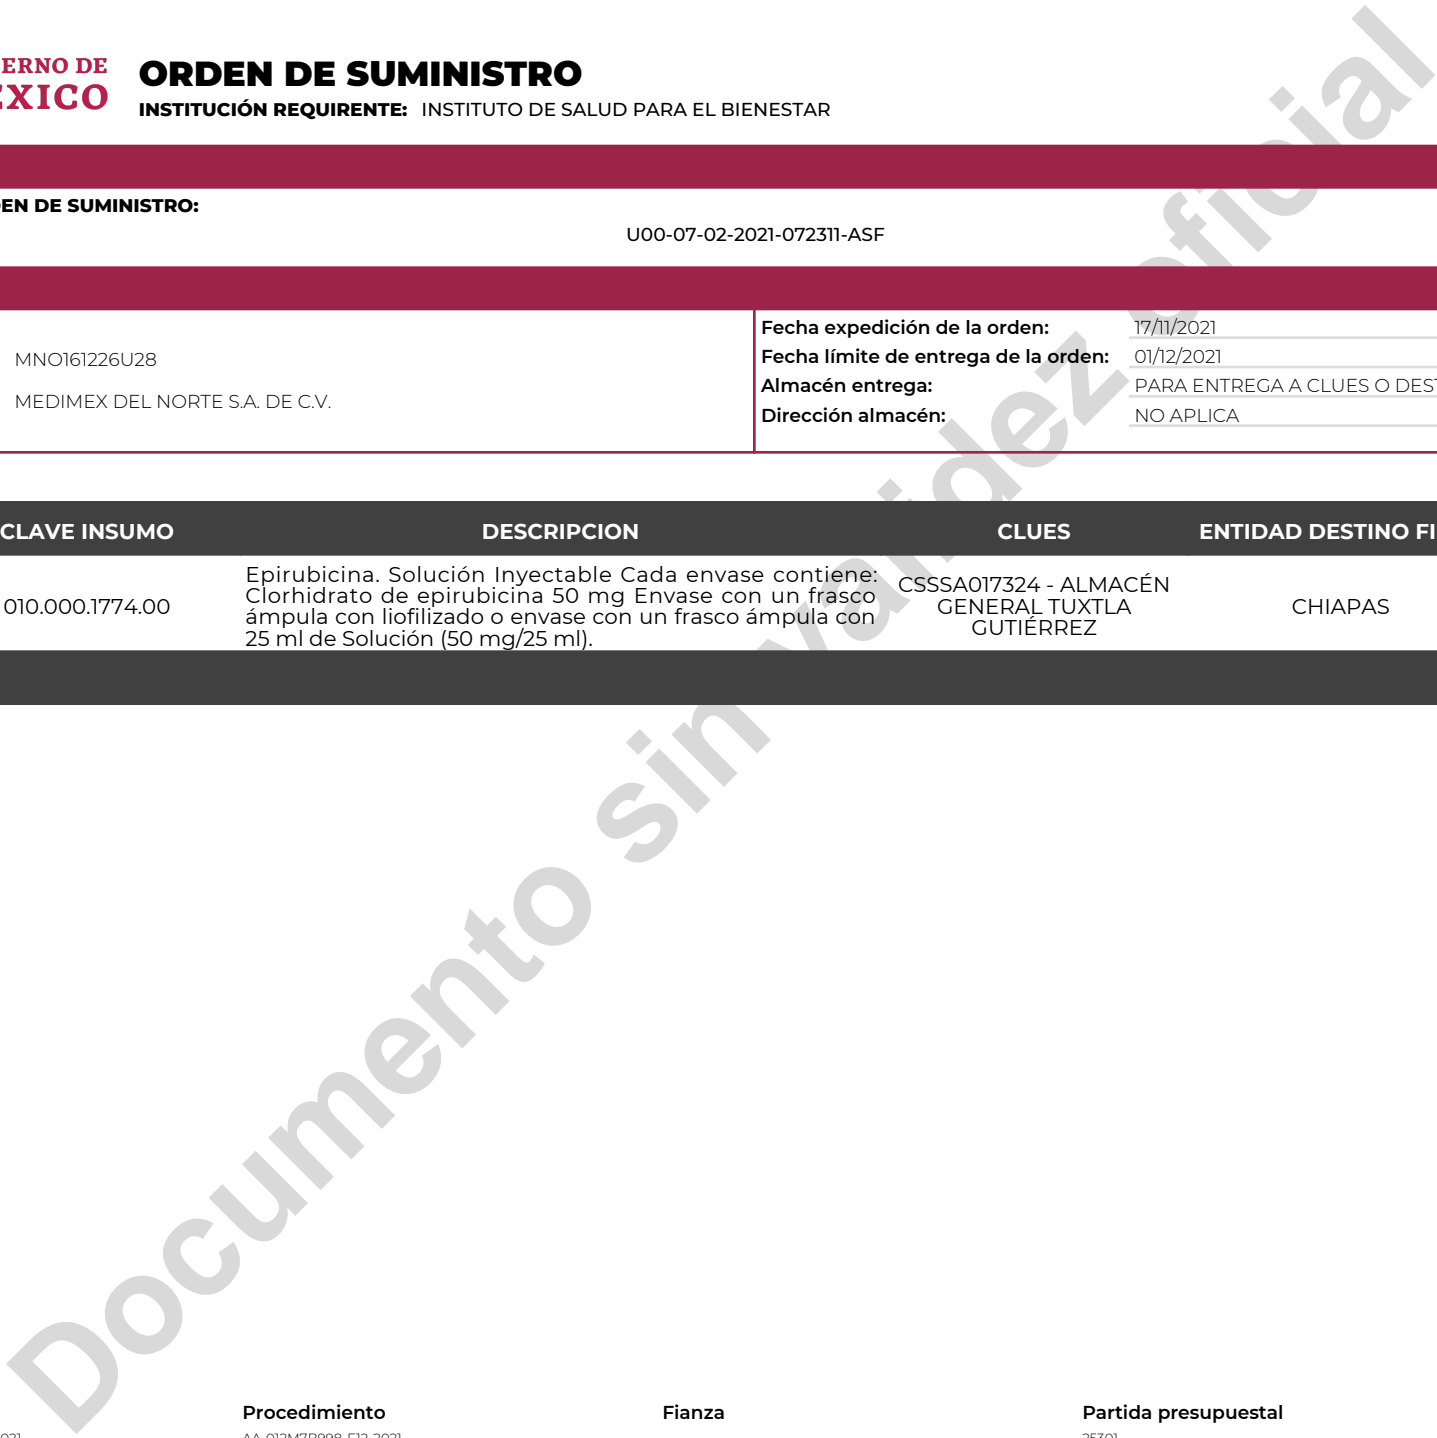 ERNO DE
EXICO
ORDEN DE SUMINISTRO
INSTITUCIÓN REQUIRENTE: INSTITUTO DE SALUD PARA EL BIENESTAR
EN DE SUMINISTRO:
U00-07-02-2021-072311-ASF
MNO161226U28
MEDIMEX DEL NORTE S.A. DE C.V.
Fecha expedición de la orden: 17/11/2021
Fecha límite de entrega de la orden: 01/12/2021
Almacén entrega: PARA ENTREGA A CLUES O DEST
Dirección almacén: NO APLICA
CLAVE INSUMO DESCRIPCION CLUES ENTIDAD DESTINO FI
010.000.1774.00
Epirubicina. Solución Inyectable Cada envase contiene:
Clorhidrato de epirubicina 50 mg Envase con un frasco
ámpula con liofilizado o envase con un frasco ámpula con
25 ml de Solución (50 mg/25 ml).
CSSSA017324 - ALMACÉN
GENERAL TUXTLA
GUTIÉRREZ
CHIAPAS
Documento sin validez oficial
Procedimiento Fianza Partida presupuestal